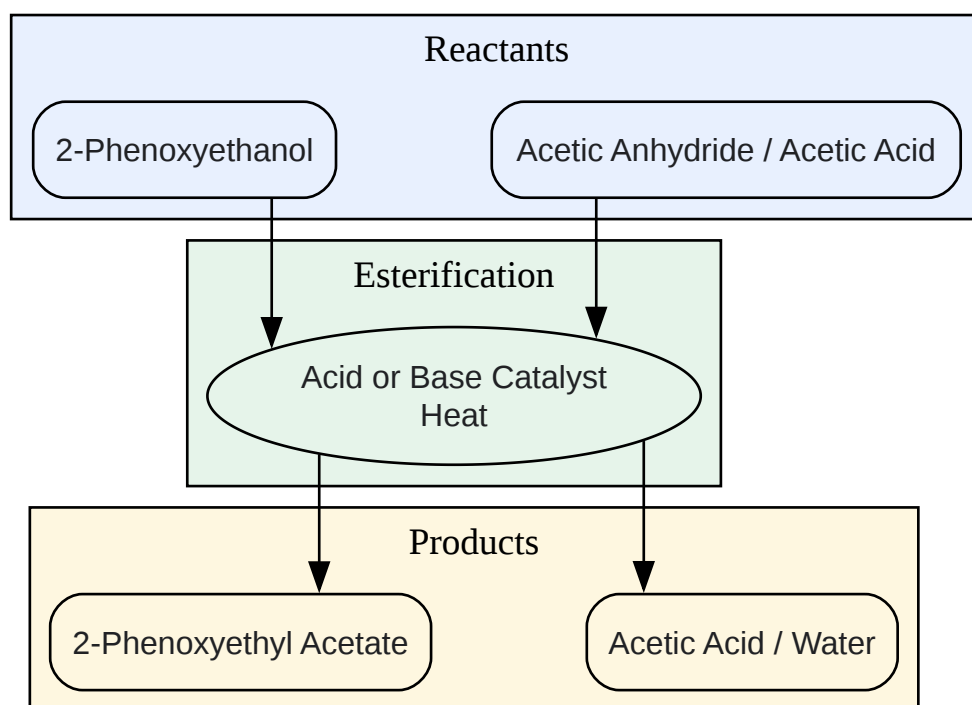 Reactants
2-Phenoxyethanol
Acetic Anhydride / Acetic Acid
Esterification
Acid or Base Catalyst
Heat
Products
2-Phenoxyethyl Acetate
Acetic Acid / Water